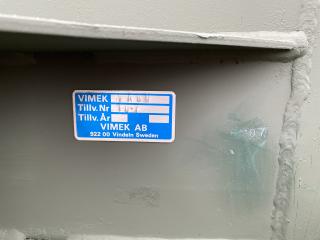 VIMEK
Tillv. Nr
Tillv. År
VIMEK AB
922 00 Vindeln Sweden